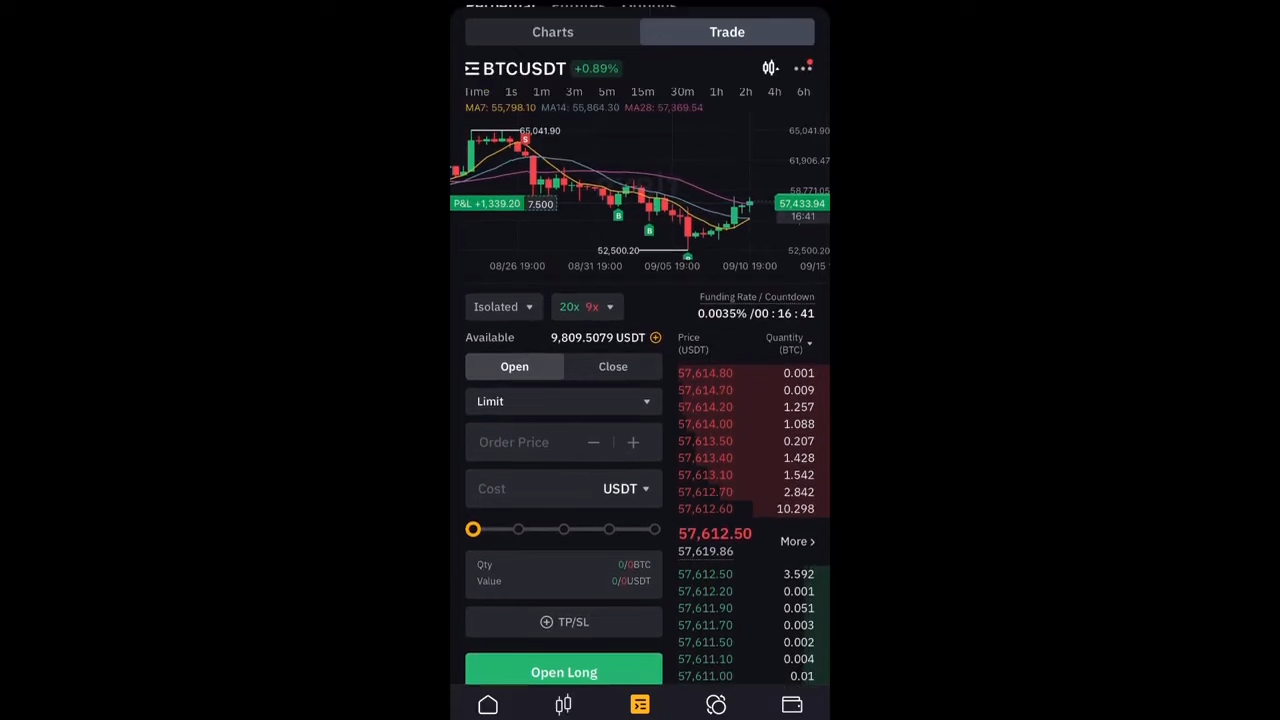 Charts Trade
BTCUSDT +0.89%
Time 1s 1m 3m 5m 15m 30m 1h 2h 4h 6h
MA7: 55,798.10 MA14: 55,864.30 MA28: 57,369.54
65,041.90 65,041.90
S
61,906.47
58,771.05
P&L +1,339.20 7.500 57,433.94
B 16:41
B
52,500.20 52,500.20
08/26 19:00 08/31 19:00 09/05 19:00 09/10 19:00 09/15
Isolated 20x 9x Funding Rate / Countdown
0.0035% /00 : 16 : 41
Available 9,809.5079 USDT Price Quantity
(USDT) (BTC)
Open Close
57,614.80 0.001
57,614.70 0.009
Limit 57,614.20 1.257
57,614.00 1.088
Order Price 57,613.50 0.207
57,613.40 1.428
57,613.10 1.542
Cost USDT 57,612.70 2.842
57,612.60 10.298
57,612.50 More >
57,619.86
Qty 0/0BTC 57,612.50 3.592
Value 0/0USDT 57,612.20 0.001
57,611.90 0.051
TP/SL 57,611.70 0.003
57,611.50 0.002
57,611.10 0.004
Open Long 57,611.00 0.01